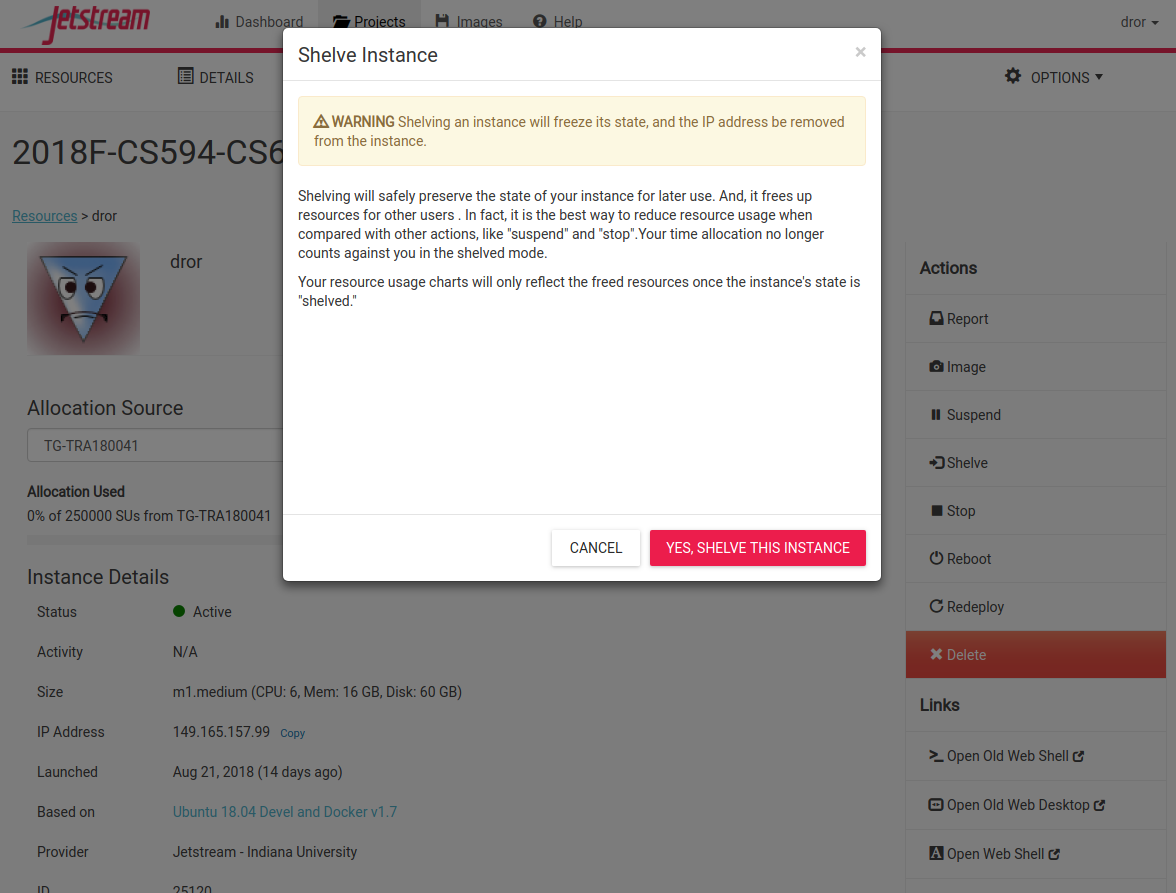 Jetstream
Dashboard
Projects
Images
Help
dror
RESOURCES
DETAILS
OPTIONS
Shelve Instance
×
WARNING Shelving an instance will freeze its state, and the IP address be removed
from the instance.
Shelving will safely preserve the state of your instance for later use. And, it frees up
resources for other users . In fact, it is the best way to reduce resource usage when
compared with other actions, like "suspend" and "stop".Your time allocation no longer
counts against you in the shelved mode.
Your resource usage charts will only reflect the freed resources once the instance's state is
"shelved."
CANCEL
YES, SHELVE THIS INSTANCE
2018F-CS594-CS6
Resources > dror
dror
Allocation Source
TG-TRA180041
Allocation Used
0% of 250000 SUs from TG-TRA180041
Instance Details
Status Active
Activity N/A
Size m1.medium (CPU: 6, Mem: 16 GB, Disk: 60 GB)
IP Address 149.165.157.99 Copy
Launched Aug 21, 2018 (14 days ago)
Based on Ubuntu 18.04 Devel and Docker v1.7
Provider Jetstream - Indiana University
ID 25120
Actions
Report
Image
Suspend
Shelve
Stop
Reboot
Redeploy
Delete
Links
Open Old Web Shell
Open Old Web Desktop
Open Web Shell